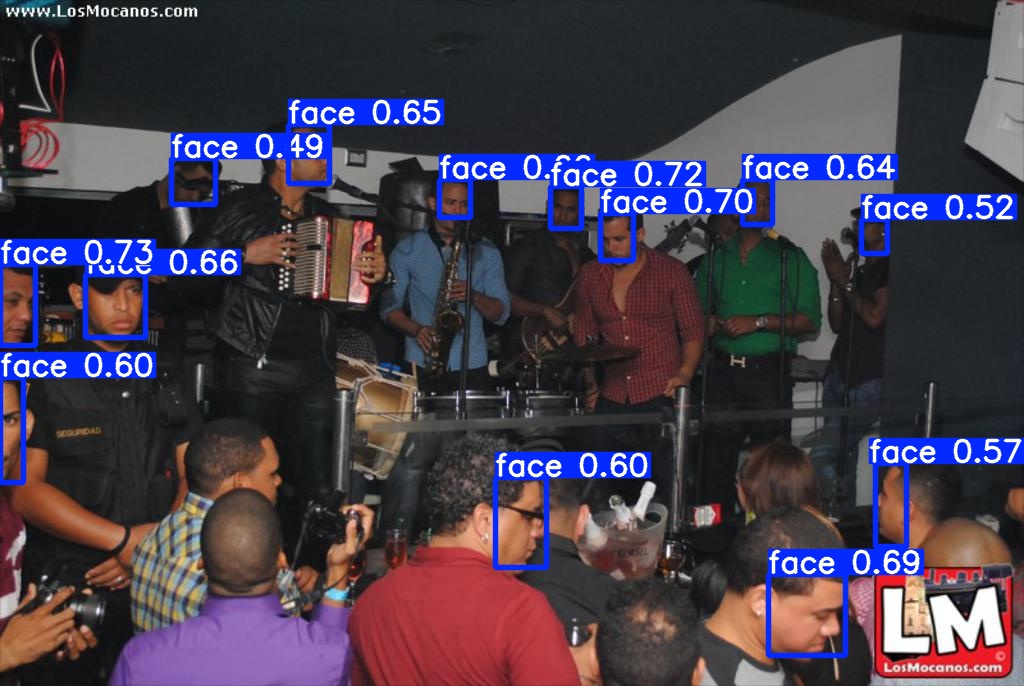 www.LosMocanos.com
face 0.65
face 0.49
face 0.72
face 0.64
face 0.70
face 0.52
face 0.73
face 0.66
face 0.60
SEGURIDAD
face 0.60
face 0.57
face 0.69
LM
LosMocanos.com